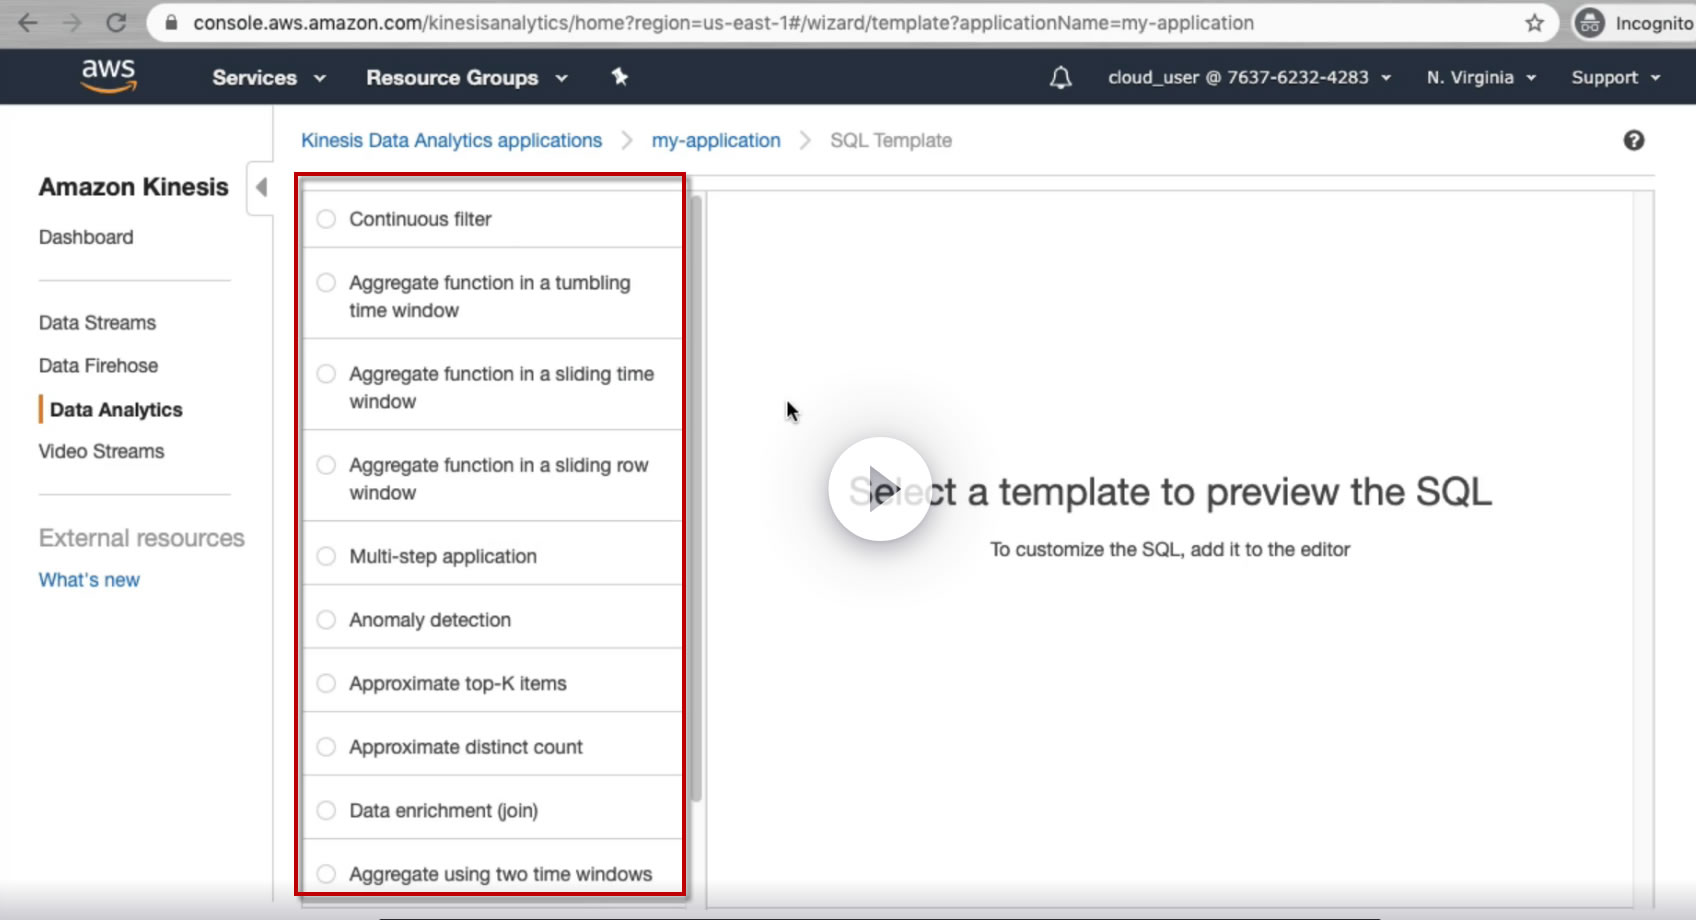 console.aws.amazon.com/kinesisanalytics/home?region=us-east-1#/wizard/template?applicationName=my-application
Incognito
aws
Services
Resource Groups
cloud_user @ 7637-6232-4283
N. Virginia
Support
Kinesis Data Analytics applications
my-application
SQL Template
Amazon Kinesis
Dashboard
Data Streams
Data Firehose
Data Analytics
Video Streams
External resources
What's new
Continuous filter
Aggregate function in a tumbling
time window
Aggregate function in a sliding time
window
Aggregate function in a sliding row
window
Multi-step application
Anomaly detection
Approximate top-K items
Approximate distinct count
Data enrichment (join)
Aggregate using two time windows
Select a template to preview the SQL
To customize the SQL, add it to the editor